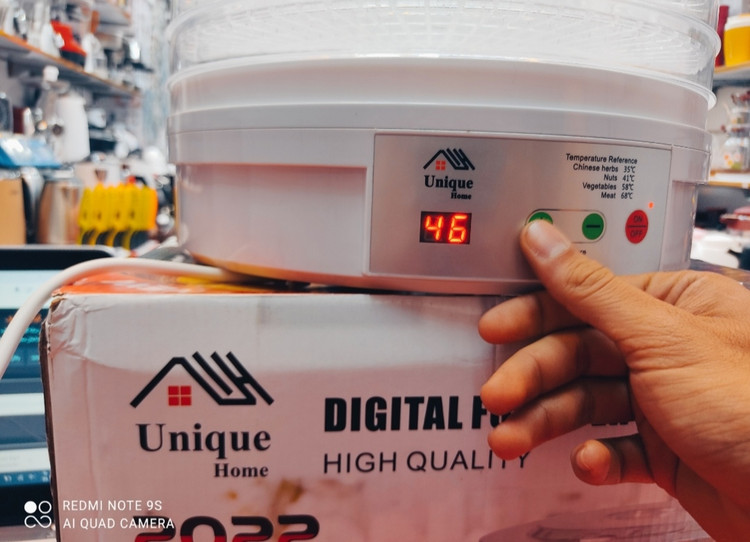 Temperature Reference
Chinese herbs 35℃
Nuts 41℃
Vegetables 58℃
Meat 68℃
Unique
Home
46
ON
OFF
Unique
Home
DIGITAL
HIGH QUALITY
2022
REDMI NOTE 9S
AI QUAD CAMERA